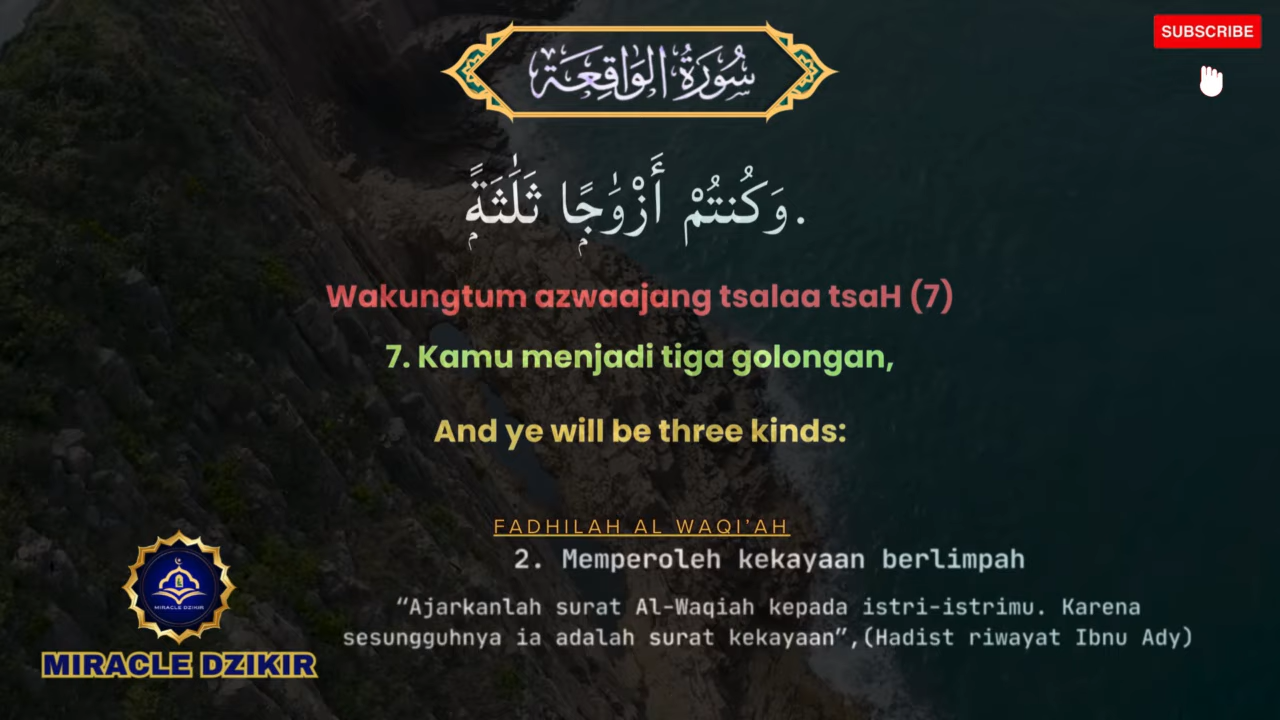 SUBSCRIBE
سُورَةُ الوَاقِعَة
وَكُنتُمْ أَزْوَٰجًۭا ثَلَٰثَةًۭ.
Wakungtum azwaajang tsalaa tsaH (7)
7. Kamu menjadi tiga golongan,
And ye will be three kinds:
FADHILAH AL WAQI'AH
2. Memperoleh kekayaan berlimpah
“Ajarkanlah surat Al-Waqiah kepada istri-istrimu. Karena
sesungguhnya ia adalah surat kekayaan”,(Hadist riwayat Ibnu Ady)
MIRACLE DZIKIR
MIRACLE DZIKIR